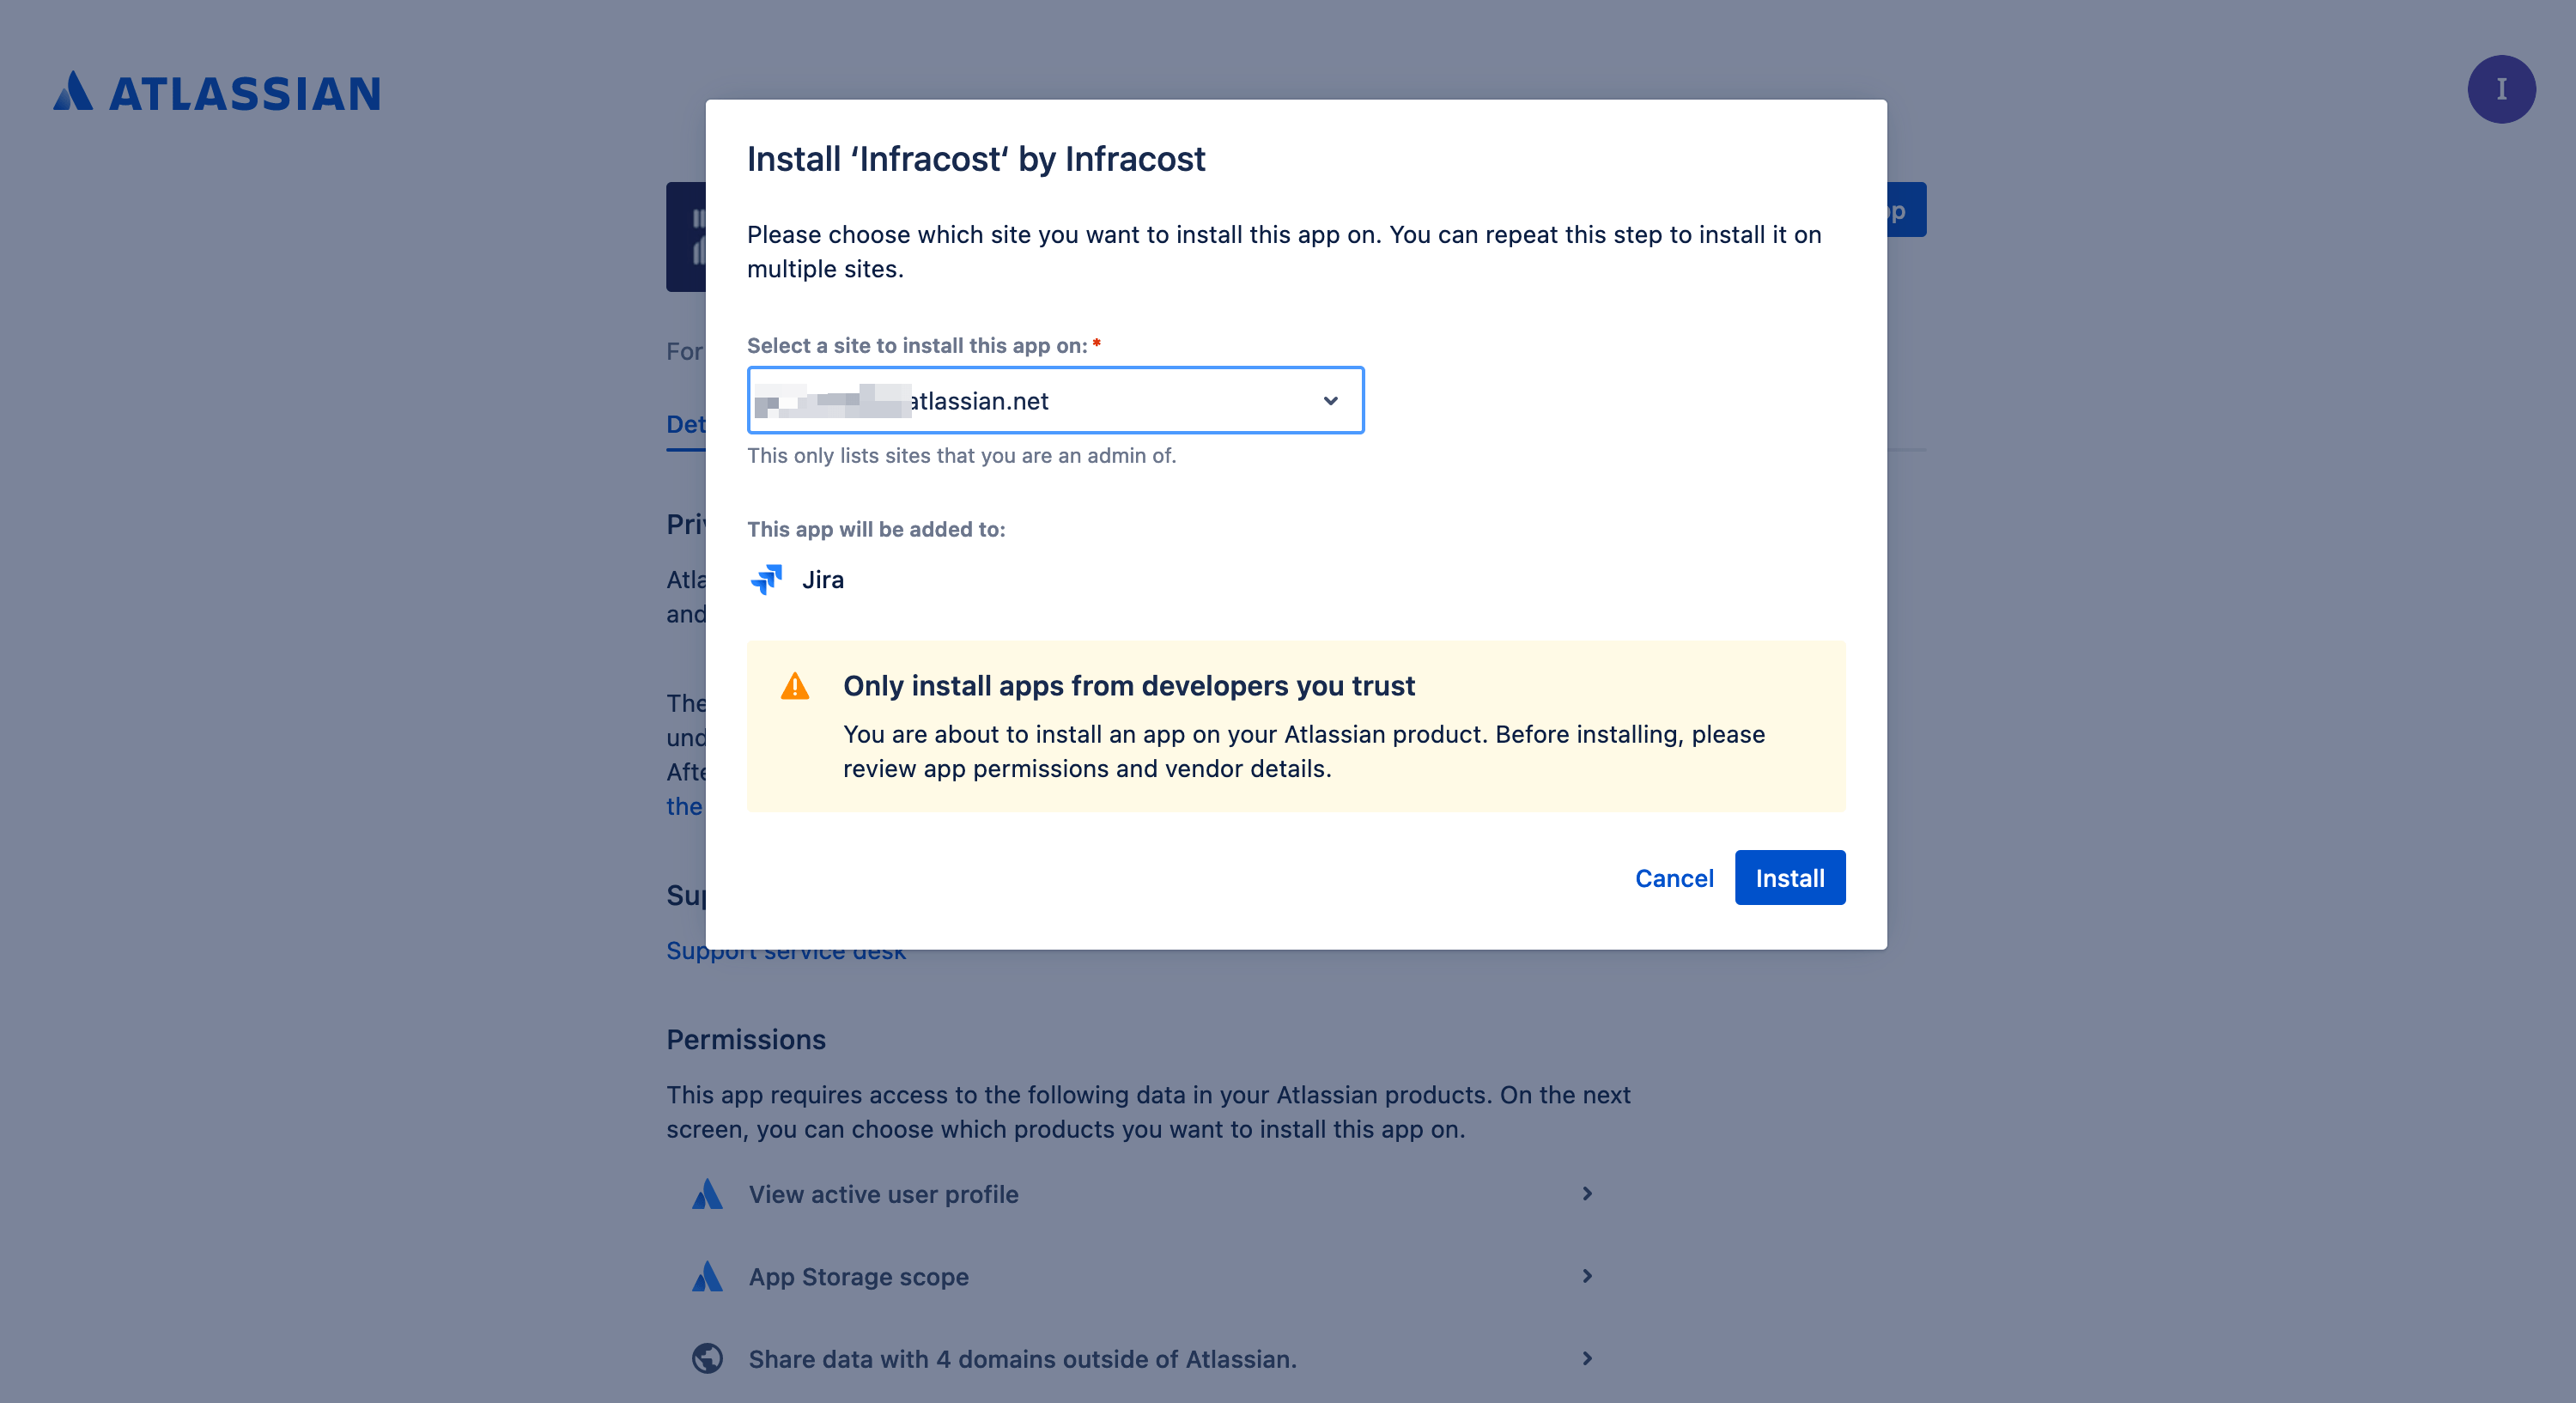 ATLASSIAN
I
Install ‘Infracost‘ by Infracost
Please choose which site you want to install this app on. You can repeat this step to install it on
multiple sites.
For
Select a site to install this app on:*
atlassian.net
This only lists sites that you are an admin of.
This app will be added to:
Jira
and
Only install apps from developers you trust
The
You are about to install an app on your Atlassian product. Before installing, please
review app permissions and vendor details.
the
Cancel
Install
Support service desk
Permissions
This app requires access to the following data in your Atlassian products. On the next
screen, you can choose which products you want to install this app on.
View active user profile
App Storage scope
Share data with 4 domains outside of Atlassian.